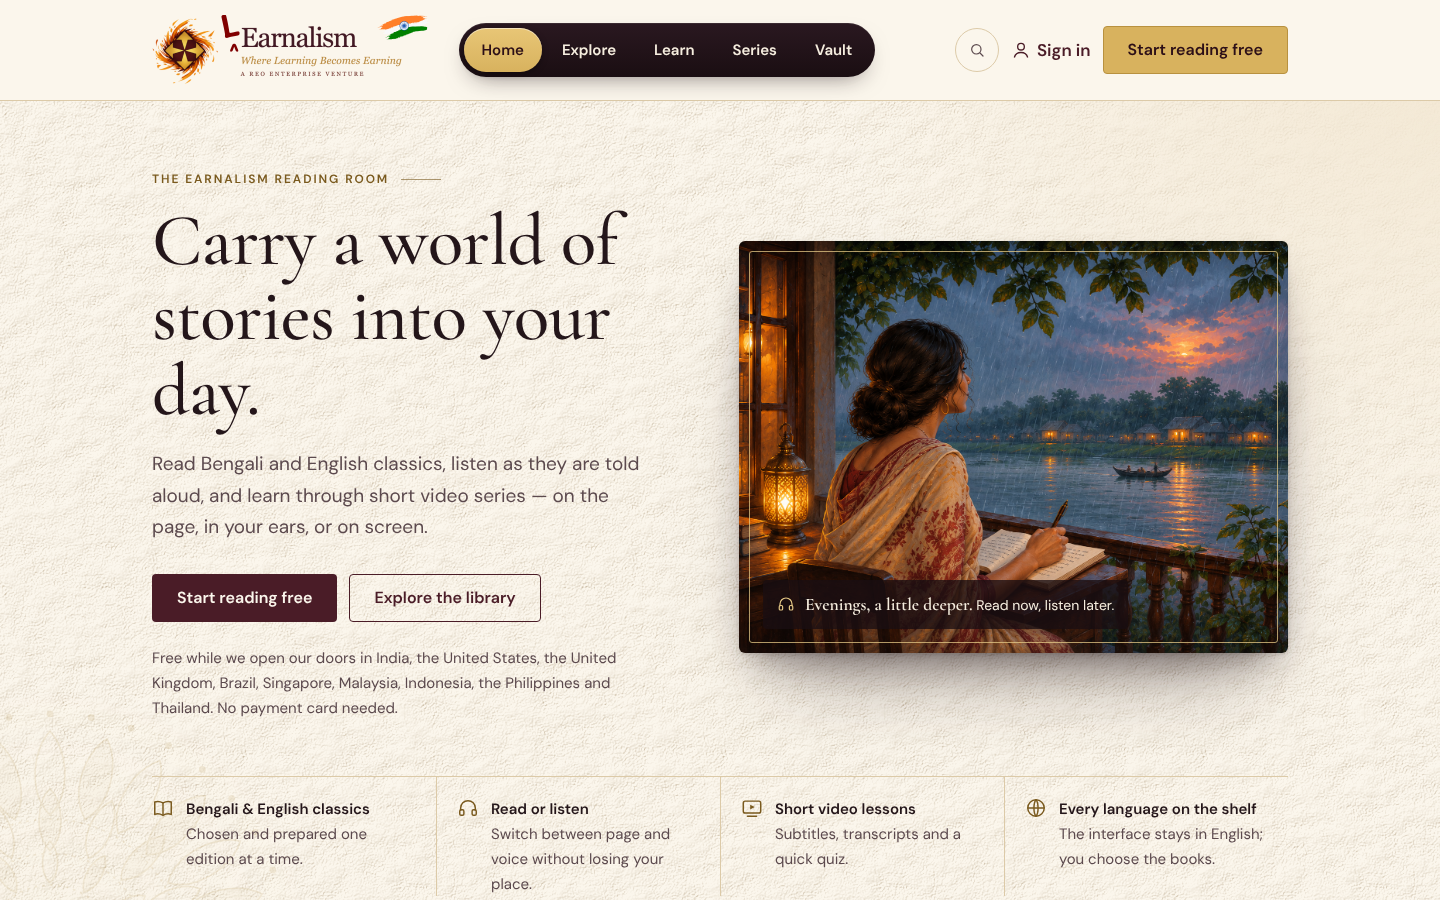 L
^Earnalism
Where Learning Becomes Earning
A REO ENTERPRISE VENTURE
Home
Explore
Learn
Series
Vault
Sign in
Start reading free
THE EARNALISM READING ROOM
Carry a world of
stories into your
day.
Read Bengali and English classics, listen as they are told
aloud, and learn through short video series — on the
page, in your ears, or on screen.
Start reading free
Explore the library
Free while we open our doors in India, the United States, the United
Kingdom, Brazil, Singapore, Malaysia, Indonesia, the Philippines and
Thailand. No payment card needed.
Evenings, a little deeper. Read now, listen later.
Bengali & English classics
Chosen and prepared one
edition at a time.
Read or listen
Switch between page and
voice without losing your
place.
Short video lessons
Subtitles, transcripts and a
quick quiz.
Every language on the shelf
The interface stays in English;
you choose the books.